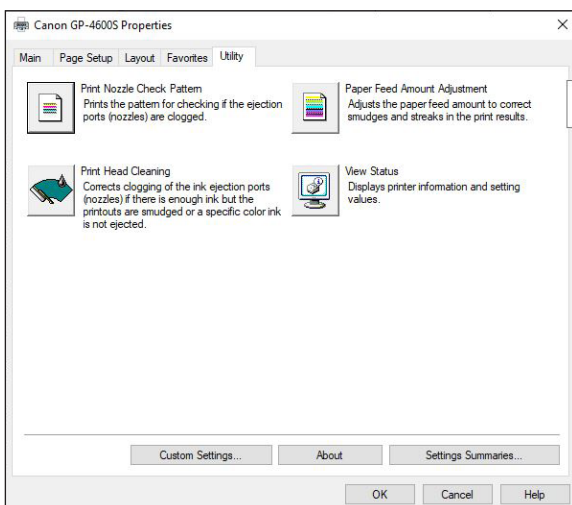 Canon GP-4600S Properties
Main Page Setup Layout Favorites Utility
Print Nozzle Check Pattern
Prints the pattern for checking if the ejection
ports (nozzles) are clogged.
Paper Feed Amount Adjustment
Adjusts the paper feed amount to correct
smudges and streaks in the print results.
Print Head Cleaning
Corrects clogging of the ink ejection ports
(nozzles) if there is enough ink but the
printouts are smudged or a specific color ink
is not ejected.
View Status
Displays printer information and setting
values.
Custom Settings... About Settings Summaries...
OK Cancel Help